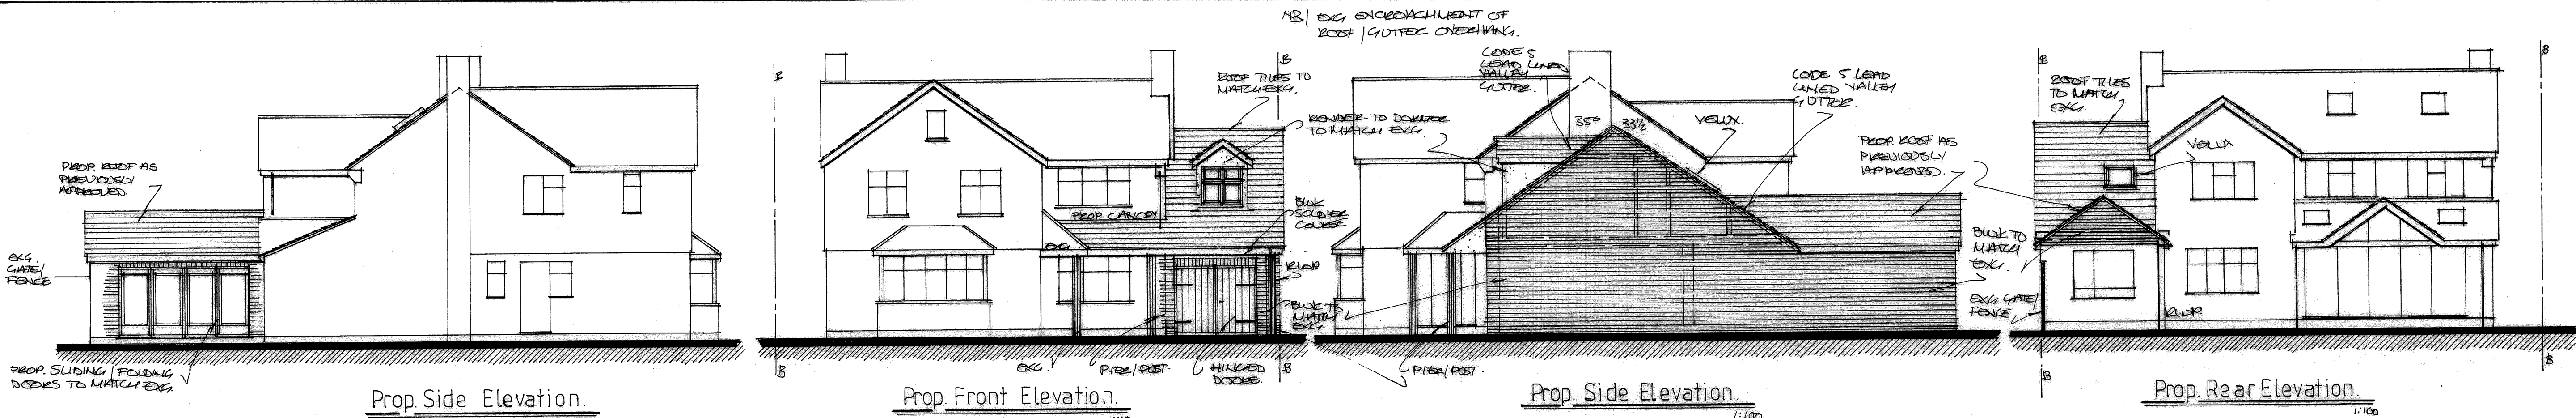 PROP. ROOF AS
PREVIOUSLY
APPROVED
EXG.
GATE/
FENCE
PROP. SLIDING/FOLDING
DOORS TO MATCH EXG.
Prop. Side Elevation.
B
B
ROOF TILES TO
MATCH EXG.
RENDER TO DORMER
TO MATCH EXG.
PROP CANOPY
EXG
BWK
SOLDIER
COURSE.
RWP
BWK TO
MATCH
EXG.
EXG.
PIER/POST.
HINGED
DOORS.
B
B
Prop. Front Elevation.
NB/ EXG ENCROACHMENT OF
ROOF/GUTTER OVERHANG.
CODE 5
LEAD LINED
VALLEY
GUTTER.
CODE 5 LEAD
LINED VALLEY
GUTTER.
35°
33½°
VELUX.
PROP. ROOF AS
PREVIOUSLY
APPROVED.
BWK TO
MATCH
EXG.
PIER/POST.
Prop. Side Elevation.
1:100
B
B
ROOF TILES
TO MATCH
EXG.
VELUX
EXG GATE/
FENCE
RWP.
B
B
Prop. Rear Elevation.
1:100